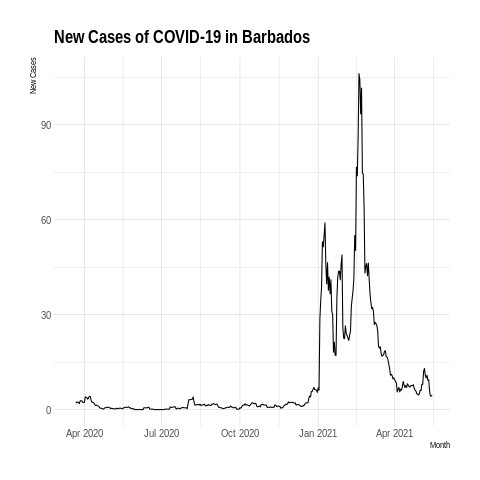 New Cases of COVID-19 in Barbados
New Cases
90
60
30
0
Apr 2020 Jul 2020 Oct 2020 Jan 2021 Apr 2021
Month